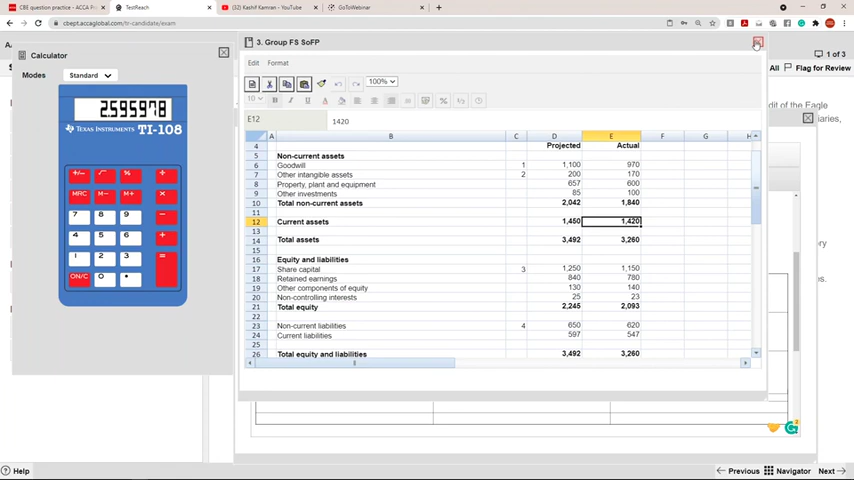 CBE question practice - ACCA P
TestReach
(32) Kashif Kamran - YouTube
GoToWebinar
cbept.accaglobal.com/tr-candidate/exam
1 of 3
All
Flag for Review
Calculator
Modes
Standard
2.595978
TEXAS INSTRUMENTS TI-108
+/− √ % ÷
MRC M− M+ ×
7 8 9 −
4 5 6 +
1 2 3 =
ON/C 0 •
3. Group FS SoFP
Edit Format
100%
10
B I U
E12 1420
A B C D E F G H
4 Projected Actual
5 Non-current assets
6 Goodwill 1 1,100 970
7 Other intangible assets 2 200 170
8 Property, plant and equipment 657 600
9 Other investments 85 100
10 Total non-current assets 2,042 1,840
11
12 Current assets 1,450 1,420
13
14 Total assets 3,492 3,260
15
16 Equity and liabilities
17 Share capital 3 1,250 1,150
18 Retained earnings 840 780
19 Other components of equity 130 140
20 Non-controlling interests 25 23
21 Total equity 2,245 2,093
22
23 Non-current liabilities 4 650 620
24 Current liabilities 597 547
25
26 Total equity and liabilities 3,492 3,260
dit of the Eagle
iaries,
ory
s.
Help
Previous
Navigator
Next